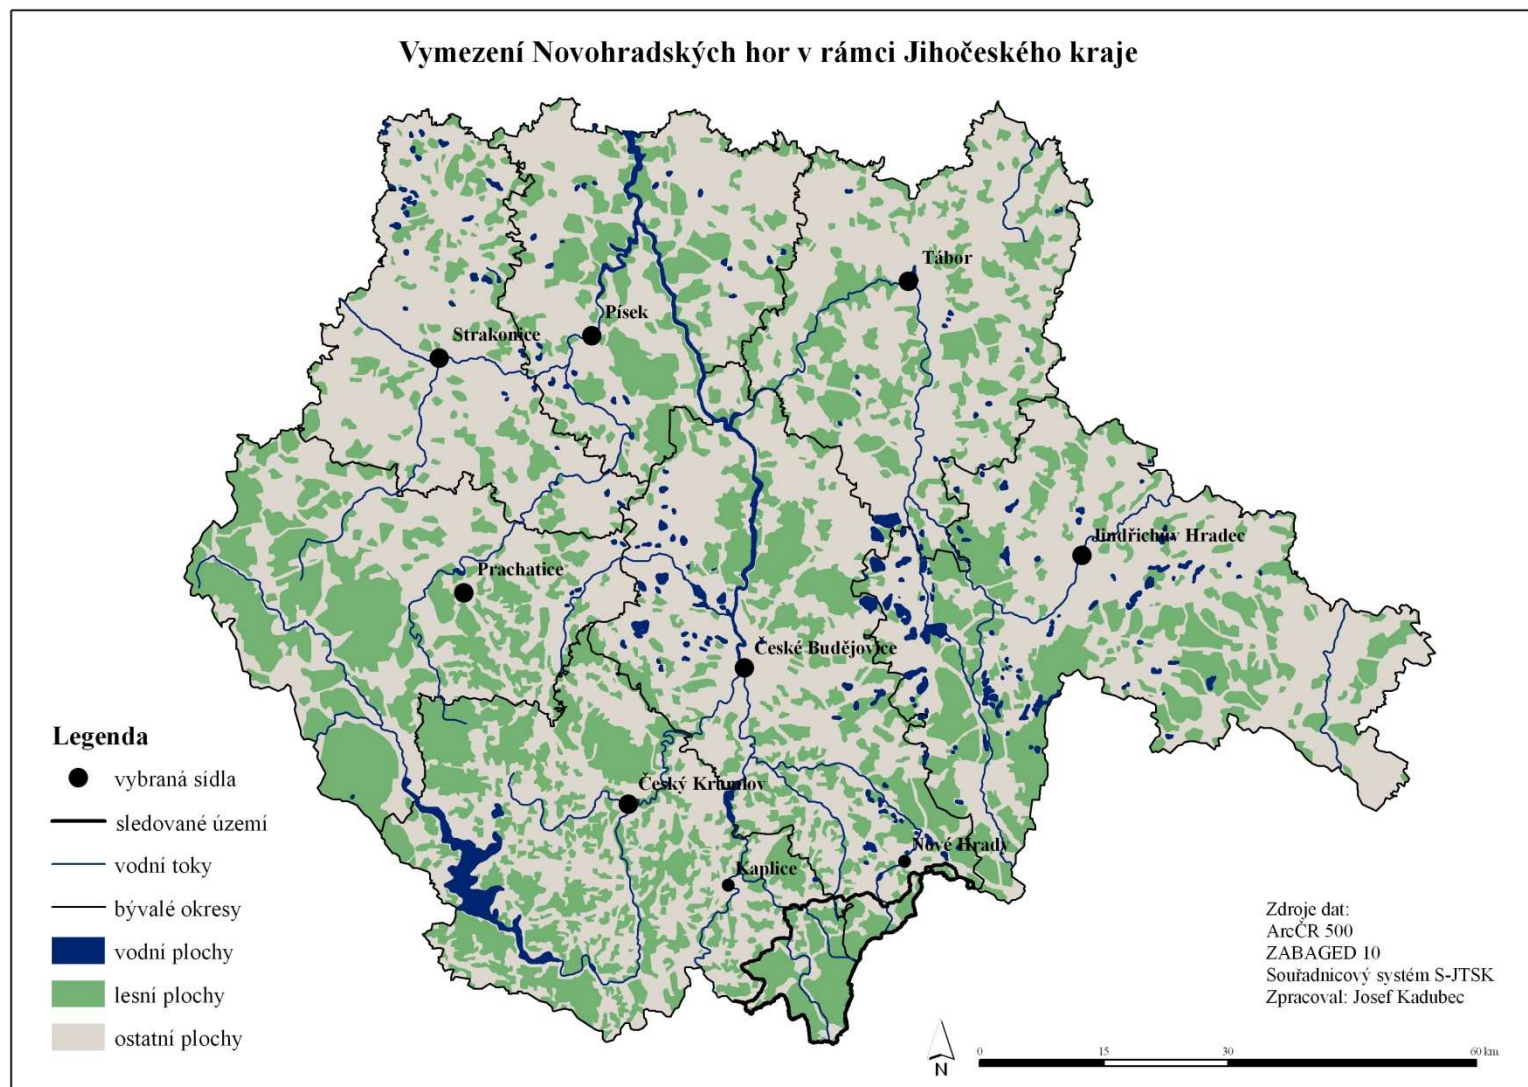 Vymezení Novohradských hor v rámci Jihočeského kraje
Tábor
Písek
Strakonice
Jindřichův Hradec
Prachatice
České Budějovice
Český Krumlov
Nové Hrady
Kaplice
Legenda
vybraná sídla
sledované území
vodní toky
bývalé okresy
vodní plochy
lesní plochy
ostatní plochy
Zdroje dat:
ArcČR 500
ZABAGED 10
Souřadnicový systém S-JTSK
Zpracoval: Josef Kadubec
N
0 15 30 60 km